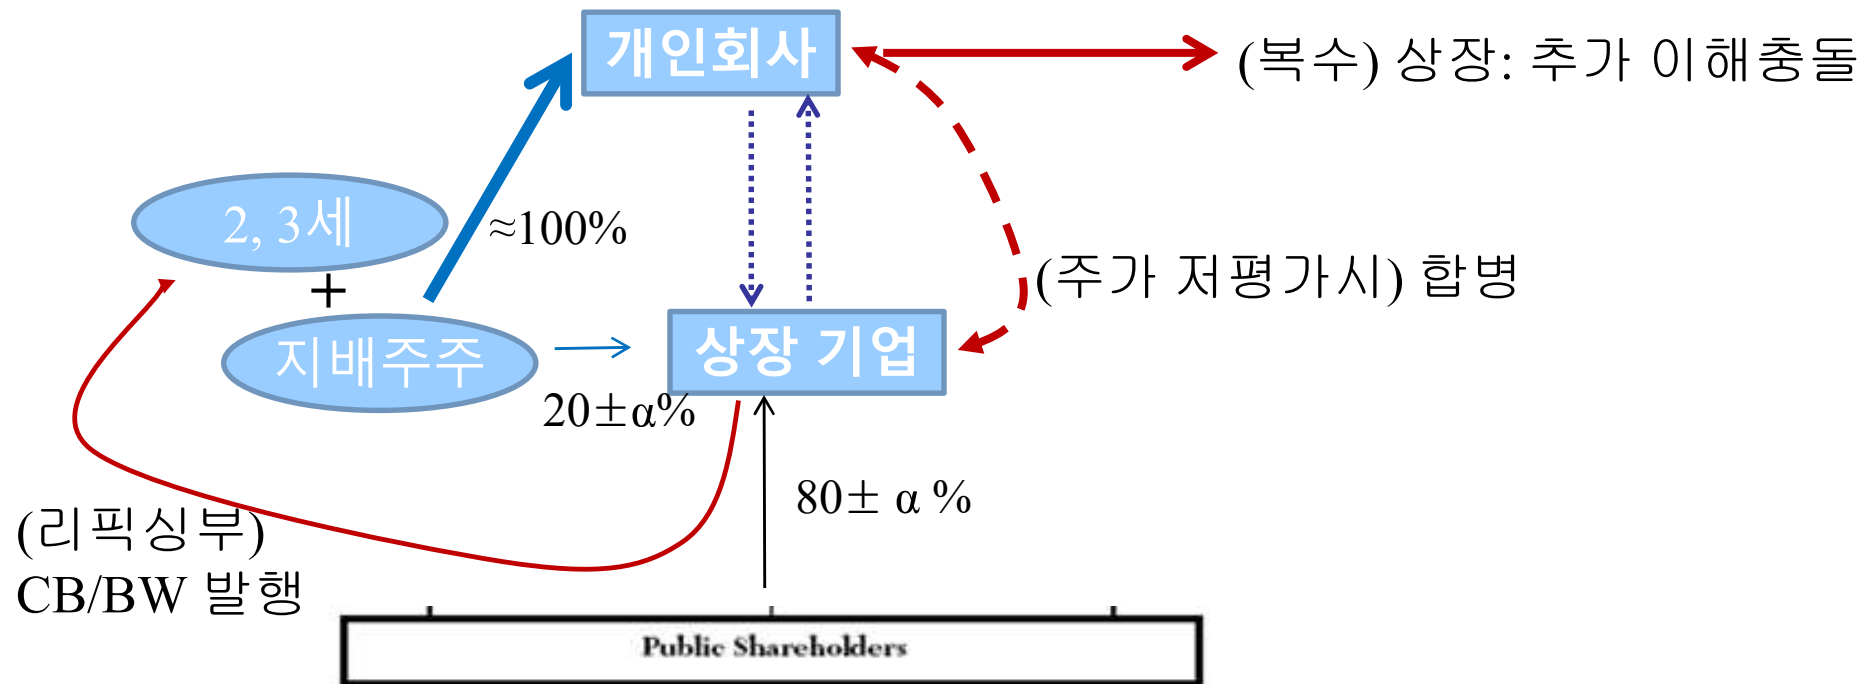 개인회사
(복수) 상장: 추가 이해충돌
2, 3세
≈100%
+
(주가 저평가시) 합병
지배주주
상장 기업
20±α%
80± α %
(리픽싱부)
CB/BW 발행
Public Shareholders